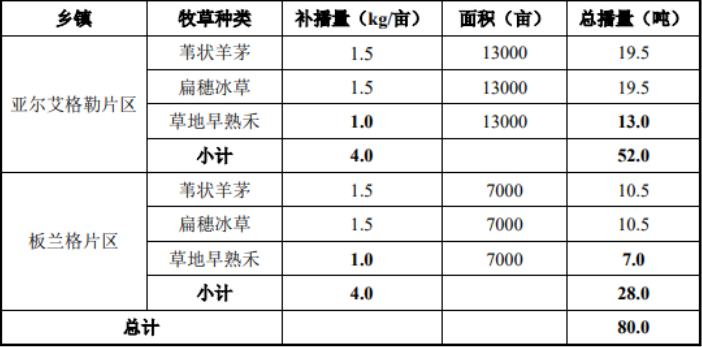 乡镇 牧草种类 补播量（kg/亩） 面积（亩） 总播量（吨）
亚尔艾格勒片区 苇状羊茅 1.5 13000 19.5
扁穗冰草 1.5 13000 19.5
草地早熟禾 1.0 13000 13.0
小计 4.0 52.0
板兰格片区 苇状羊茅 1.5 7000 10.5
扁穗冰草 1.5 7000 10.5
草地早熟禾 1.0 7000 7.0
小计 4.0 28.0
总计 80.0